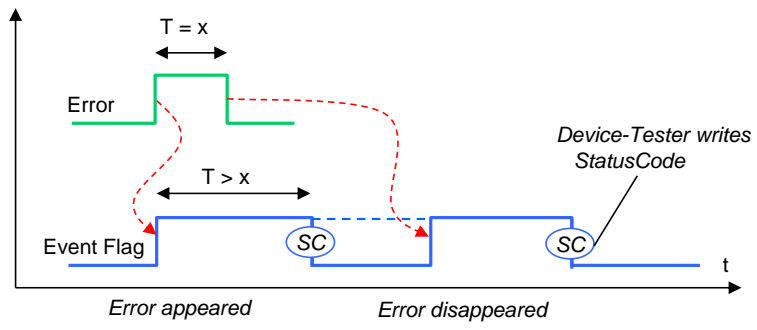 T = x
Error
Device-Tester writes
StatusCode
T > x
Event Flag
SC
SC
t
Error appeared
Error disappeared